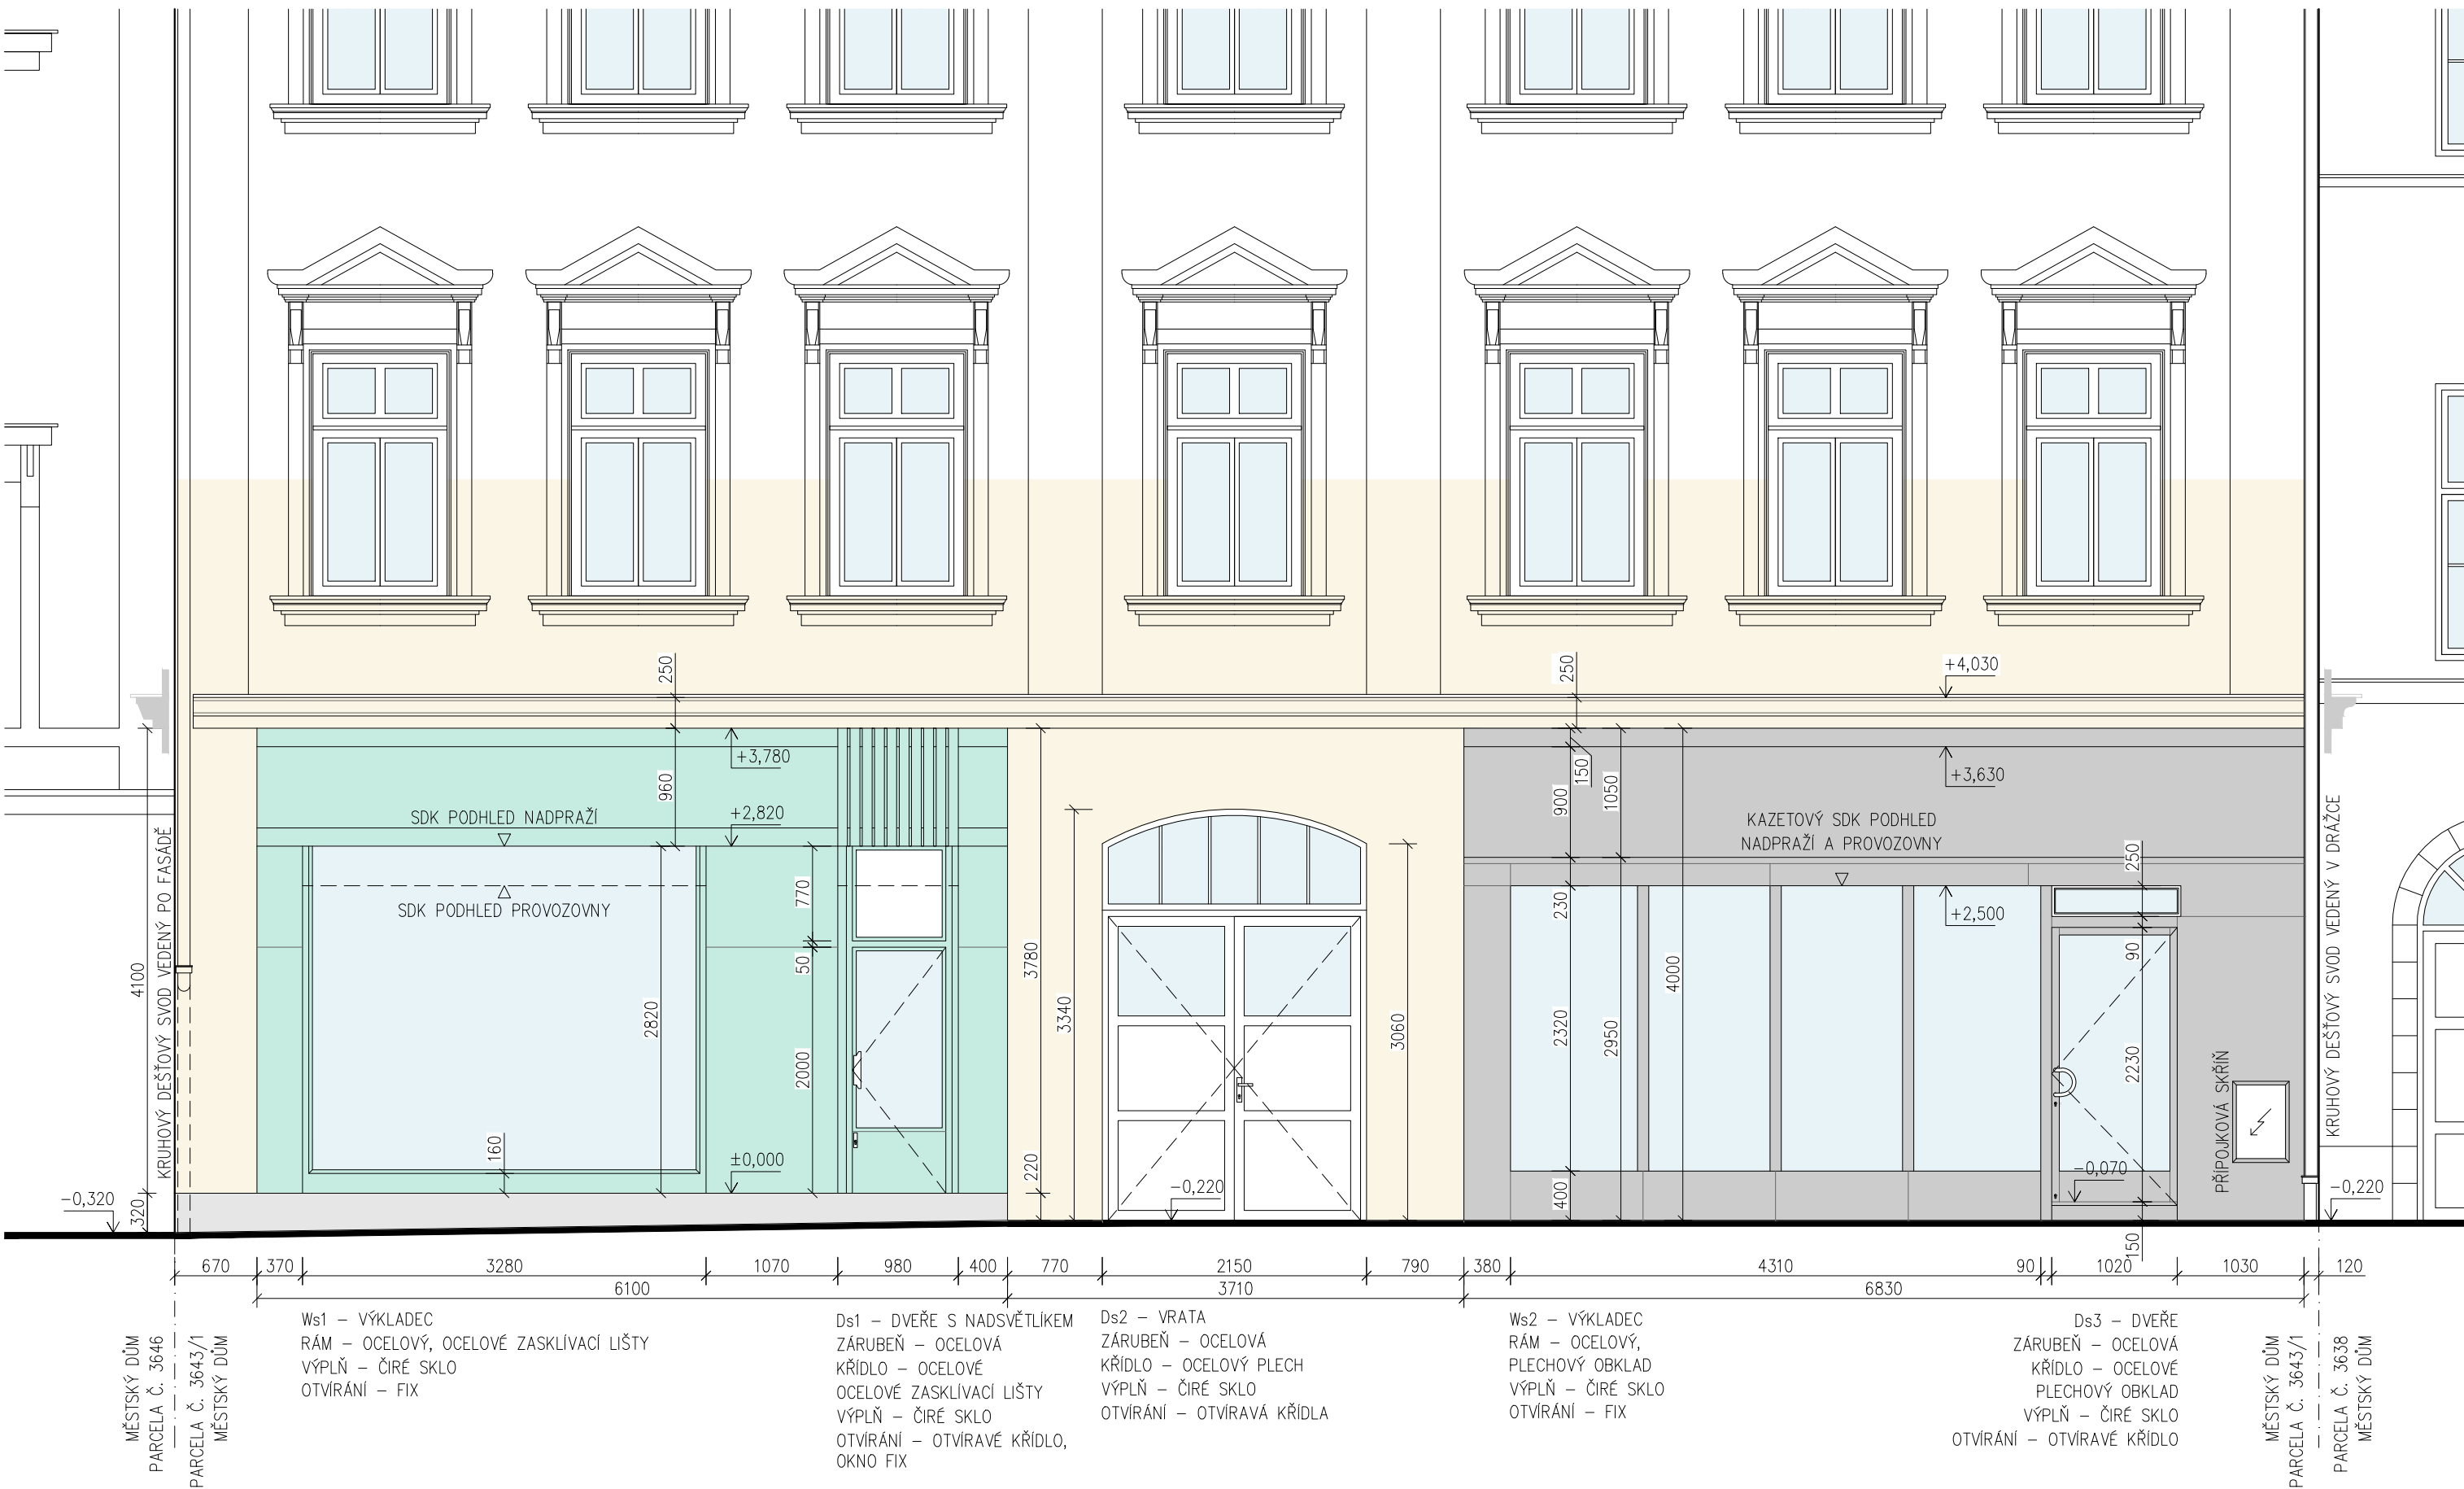 250
250
+4,030
+3,780
960
+2,820
SDK PODHLED NADPRAŽÍ
SDK PODHLED PROVOZOVNY
150
+3,630
900
1050
KAZETOVÝ SDK PODHLED
NADPRAŽÍ A PROVOZOVNY
250
770
230
+2,500
KRUHOVÝ DEŠŤOVÝ SVOD VEDENÝ PO FASÁDĚ
KRUHOVÝ DEŠŤOVÝ SVOD VEDENÝ V DRÁŽCE
4100
50
3780
4000
90
2820
3340
3060
2320
2950
2000
2230
PŘÍPOJKOVÁ SKŘÍŇ
160
±0,000
220
-0,070
400
-0,320
320
-0,220
-0,220
150
670 370 3280 1070 980 400 770 2150 790 380 4310 90 1020 1030 120
6100 3710 6830
Ws1 – VÝKLADEC
RÁM – OCELOVÝ, OCELOVÉ ZASKLÍVACÍ LIŠTY
VÝPLŇ – ČIRÉ SKLO
OTVÍRÁNÍ – FIX
Ds1 – DVEŘE S NADSVĚTLÍKEM
ZÁRUBEŇ – OCELOVÁ
KŘÍDLO – OCELOVÉ
OCELOVÉ ZASKLÍVACÍ LIŠTY
VÝPLŇ – ČIRÉ SKLO
OTVÍRÁNÍ – OTVÍRAVÉ KŘÍDLO,
OKNO FIX
Ds2 – VRATA
ZÁRUBEŇ – OCELOVÁ
KŘÍDLO – OCELOVÝ PLECH
VÝPLŇ – ČIRÉ SKLO
OTVÍRÁNÍ – OTVÍRAVÁ KŘÍDLA
Ws2 – VÝKLADEC
RÁM – OCELOVÝ,
PLECHOVÝ OBKLAD
VÝPLŇ – ČIRÉ SKLO
OTVÍRÁNÍ – FIX
Ds3 – DVEŘE
ZÁRUBEŇ – OCELOVÁ
KŘÍDLO – OCELOVÉ
PLECHOVÝ OBKLAD
VÝPLŇ – ČIRÉ SKLO
OTVÍRÁNÍ – OTVÍRAVÉ KŘÍDLO
MĚSTSKÝ DŮM
PARCELA Č. 3646
PARCELA Č. 3643/1
MĚSTSKÝ DŮM
MĚSTSKÝ DŮM
PARCELA Č. 3643/1
PARCELA Č. 3638
MĚSTSKÝ DŮM